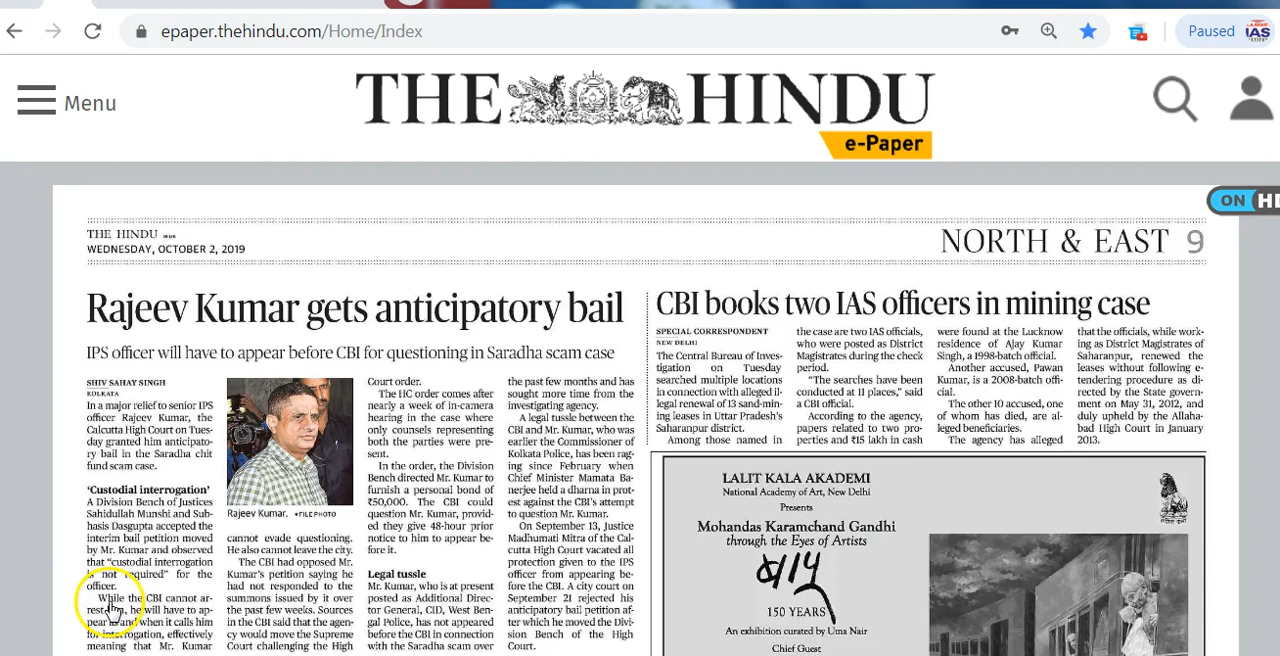 epaper.thehindu.com/Home/Index
Paused
IAS
Menu
THE HINDU
e-Paper
ON HD
THE HINDU
WEDNESDAY, OCTOBER 2, 2019
NORTH & EAST 9
Rajeev Kumar gets anticipatory bail
IPS officer will have to appear before CBI for questioning in Saradha scam case
SHIV SAHAY SINGH
KOLKATA
In a major relief to senior IPS
officer Rajeev Kumar, the
Calcutta High Court on Tues-
day granted him anticipato-
ry bail in the Saradha chit
fund scam case.
‘Custodial interrogation’
A Division Bench of Justices
Sahidullah Munshi and Sub-
hasis Dasgupta accepted the
interim bail petition moved
by Mr. Kumar and observed
that “custodial interrogation
is not required” for the
officer.
While the CBI cannot ar-
rest him, he will have to ap-
pear and when it calls him
for interrogation, effectively
meaning that Mr. Kumar
Rajeev Kumar. •FILE PHOTO
cannot evade questioning.
He also cannot leave the city.
The CBI had opposed Mr.
Kumar’s petition saying he
had not responded to the
summons issued by it over
the past few weeks. Sources
in the CBI said that the agen-
cy would move the Supreme
Court challenging the High
Court order.
The HC order comes after
nearly a week of in-camera
hearing in the case where
only counsels representing
both the parties were pre-
sent.
In the order, the Division
Bench directed Mr. Kumar to
furnish a personal bond of
₹50,000. The CBI could
question Mr. Kumar, provid-
ed they give 48-hour prior
notice to him to appear be-
fore it.
Legal tussle
Mr. Kumar, who is at present
posted as Additional Direc-
tor General, CID, West Ben-
gal Police, has not appeared
before the CBI in connection
with the Saradha scam over
the past few months and has
sought more time from the
investigating agency.
A legal tussle between the
CBI and Mr. Kumar, who was
earlier the Commissioner of
Kolkata Police, has been rag-
ing since February when
Chief Minister Mamata Ba-
nerjee held a dharna in prot-
est against the CBI’s attempt
to question Mr. Kumar.
On September 13, Justice
Madhumati Mitra of the Cal-
cutta High Court vacated all
protection given to the IPS
officer from appearing be-
fore the CBI. A city court on
September 21 rejected his
anticipatory bail petition af-
ter which he moved the Divi-
sion Bench of the High
Court.
CBI books two IAS officers in mining case
SPECIAL CORRESPONDENT
NEW DELHI
The Central Bureau of Inves-
tigation on Tuesday
searched multiple locations
in connection with alleged il-
legal renewal of 13 sand-min-
ing leases in Uttar Pradesh’s
Saharanpur district.
Among those named in
the case are two IAS officials,
who were posted as District
Magistrates during the check
period.
“The searches have been
conducted at 11 places,” said
a CBI official.
According to the agency,
papers related to two pro-
perties and ₹15 lakh in cash
were found at the Lucknow
residence of Ajay Kumar
Singh, a 1998-batch official.
Another accused, Pawan
Kumar, is a 2008-batch offi-
cial.
The other 10 accused, one
of whom has died, are al-
leged beneficiaries.
The agency has alleged
that the officials, while work-
ing as District Magistrates of
Saharanpur, renewed the
leases without following e-
tendering procedure as di-
rected by the State govern-
ment on May 31, 2012, and
duly upheld by the Allaha-
bad High Court in January
2013.
LALIT KALA AKADEMI
National Academy of Art, New Delhi
Presents
Mohandas Karamchand Gandhi
through the Eyes of Artists
150 YEARS
An exhibition curated by Uma Nair
Chief Guest